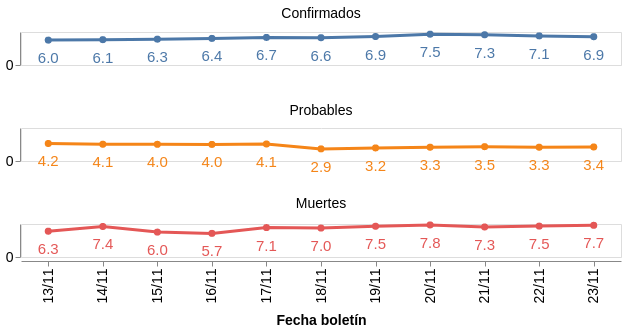 Confirmados
0
6.0 6.1 6.3 6.4 6.7 6.6 6.9 7.5 7.3 7.1 6.9
Probables
0
4.2 4.1 4.0 4.0 4.1 2.9 3.2 3.3 3.5 3.3 3.4
Muertes
0
6.3 7.4 6.0 5.7 7.1 7.0 7.5 7.8 7.3 7.5 7.7
13/11 14/11 15/11 16/11 17/11 18/11 19/11 20/11 21/11 22/11 23/11
Fecha boletín